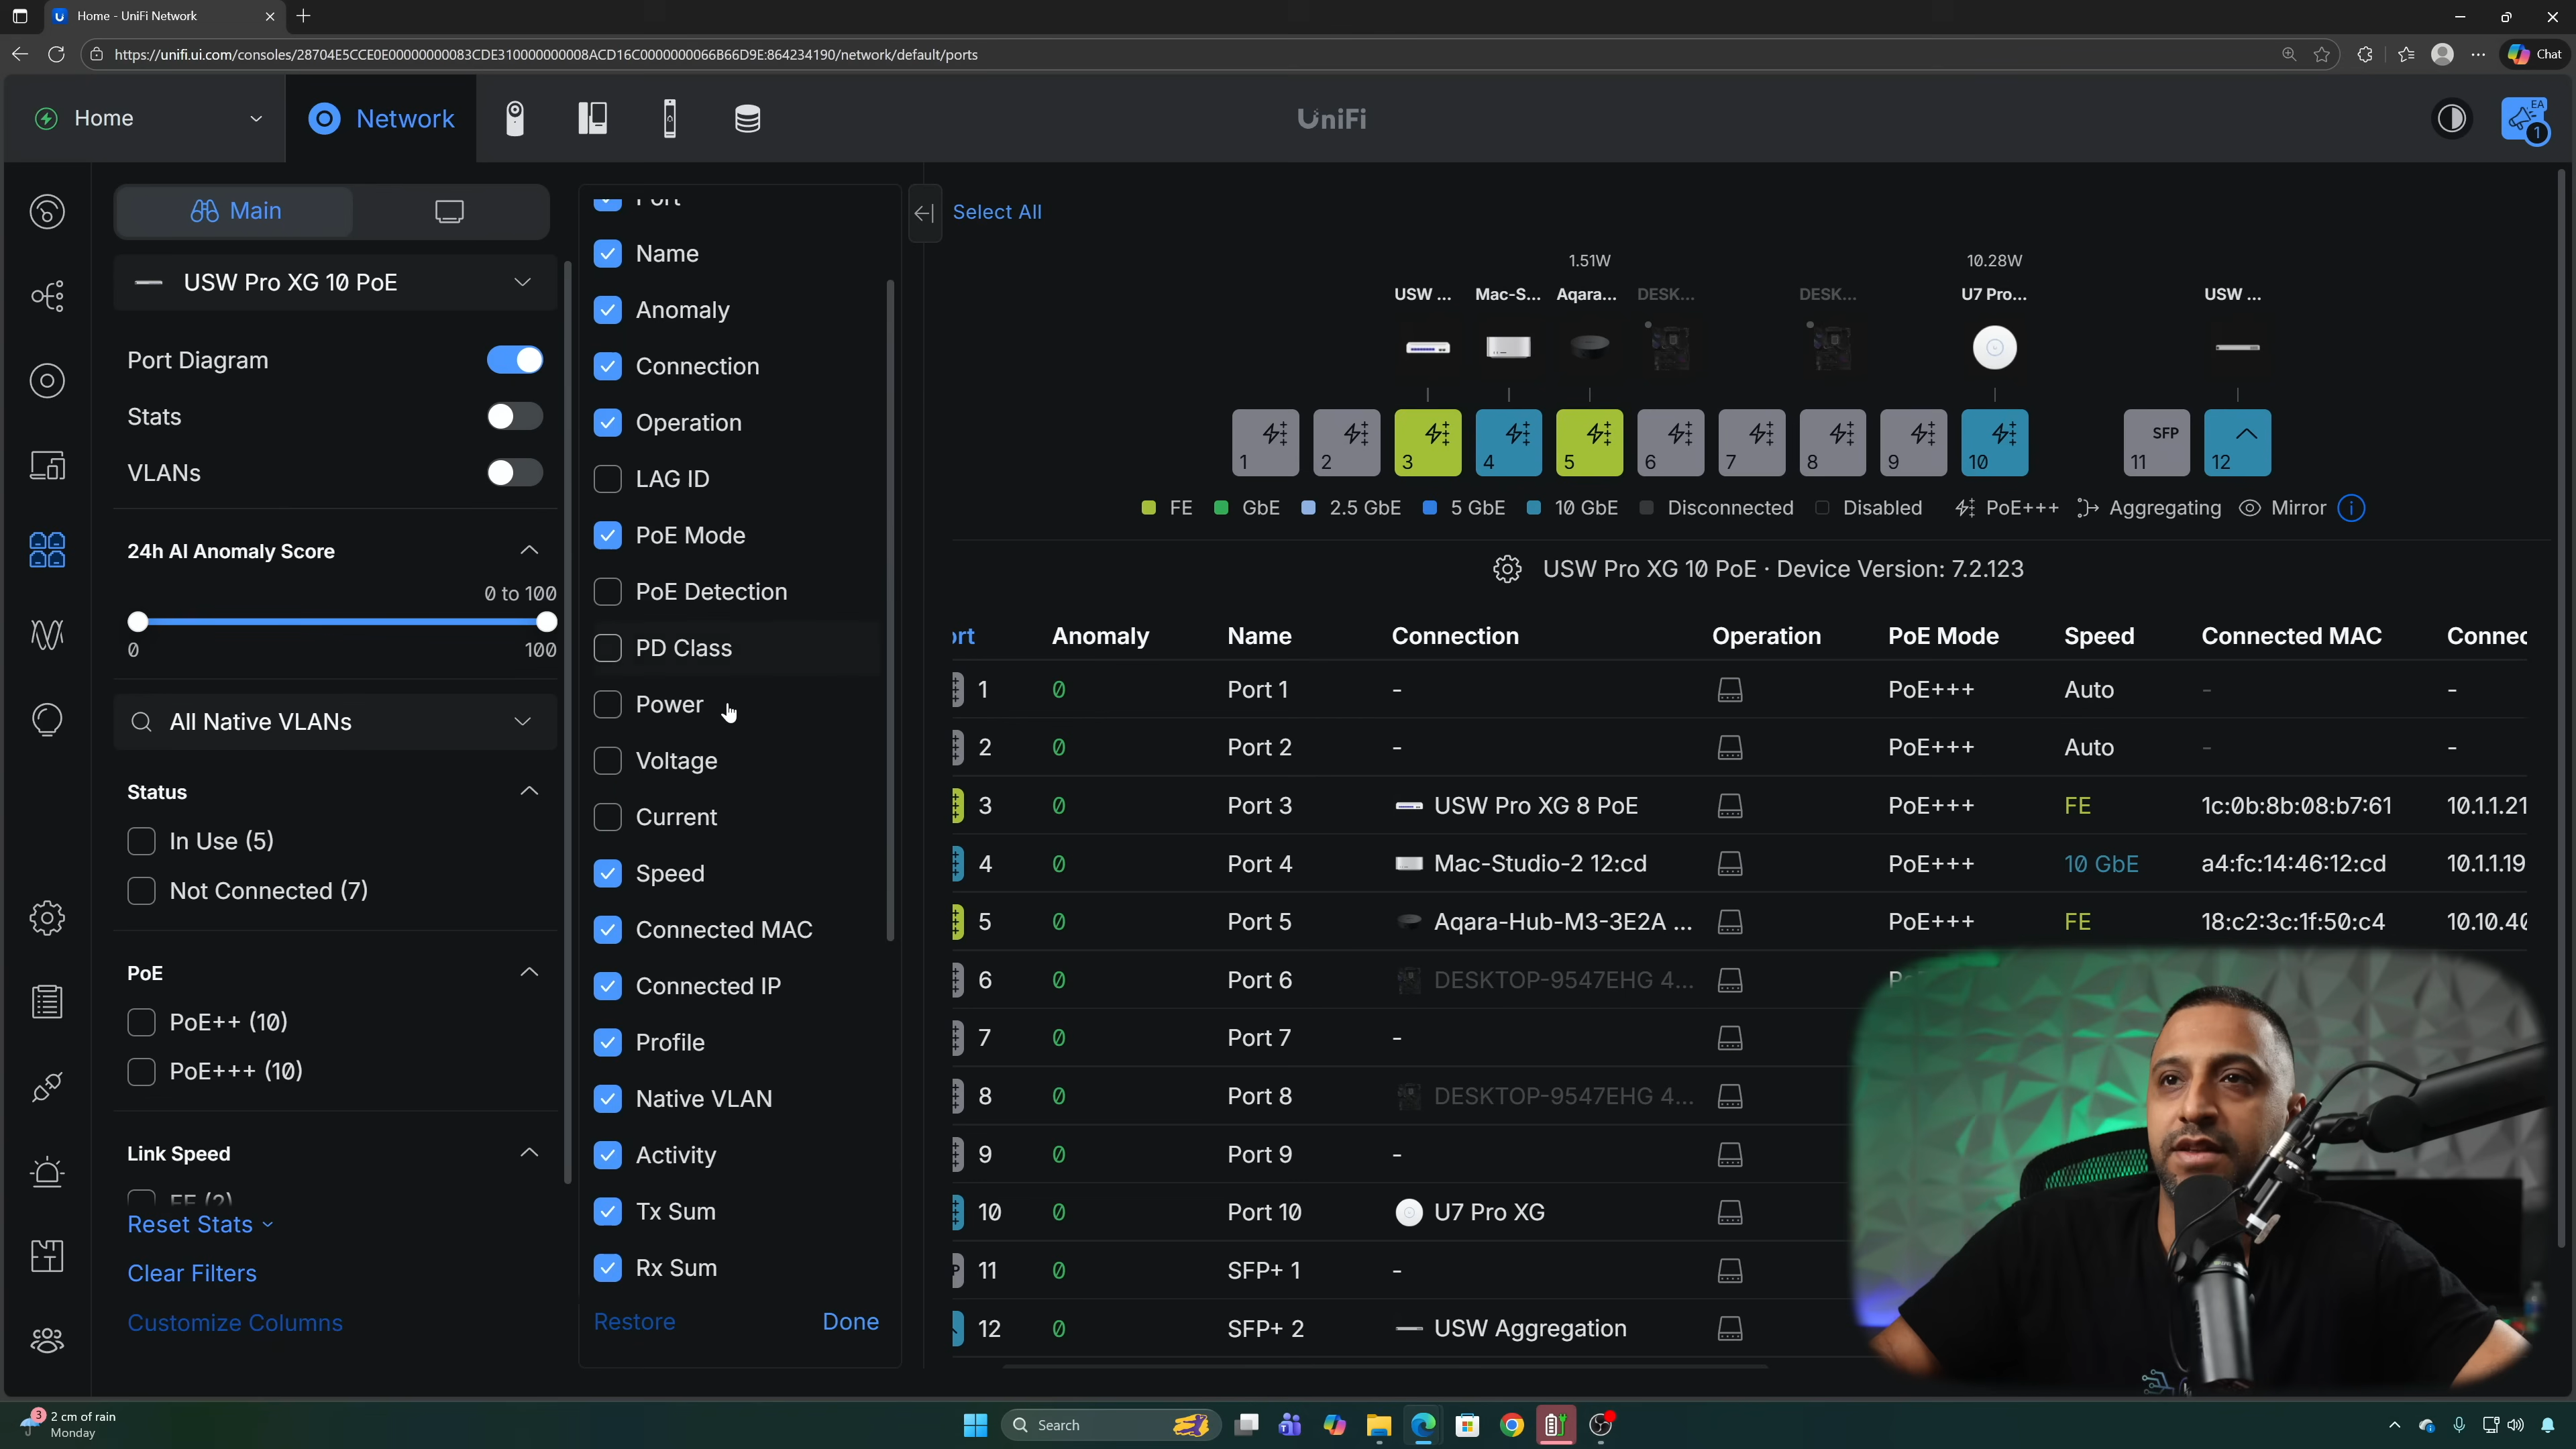 Home - UniFi Network
https://unifi.ui.com/consoles/28704E5CCE0E00000000083CDE310000000008ACD16C0000000066B66D9E:864234190/network/default/ports
Chat
Home
Network
UniFi
EA
1
Main
USW Pro XG 10 PoE
Port Diagram
Stats
VLANs
24h AI Anomaly Score
0 to 100
0
100
All Native VLANs
Status
In Use (5)
Not Connected (7)
PoE
PoE++ (10)
PoE+++ (10)
Link Speed
FE (2)
Reset Stats
Clear Filters
Customize Columns
Port
Name
Anomaly
Connection
Operation
LAG ID
PoE Mode
PoE Detection
PD Class
Power
Voltage
Current
Speed
Connected MAC
Connected IP
Profile
Native VLAN
Activity
Tx Sum
Rx Sum
Restore
Done
Select All
1.51W
10.28W
USW ...
Mac-S...
Aqara...
DESK...
DESK...
U7 Pro...
USW ...
1
2
3
4
5
6
7
8
9
10
SFP
11
12
FE
GbE
2.5 GbE
5 GbE
10 GbE
Disconnected
Disabled
PoE+++
Aggregating
Mirror
USW Pro XG 10 PoE · Device Version: 7.2.123
ort Anomaly Name Connection Operation PoE Mode Speed Connected MAC Connec
1 0 Port 1 - PoE+++ Auto - -
2 0 Port 2 - PoE+++ Auto - -
3 0 Port 3 USW Pro XG 8 PoE PoE+++ FE 1c:0b:8b:08:b7:61 10.1.1.21
4 0 Port 4 Mac-Studio-2 12:cd PoE+++ 10 GbE a4:fc:14:46:12:cd 10.1.1.19
5 0 Port 5 Aqara-Hub-M3-3E2A ... PoE+++ FE 18:c2:3c:1f:50:c4 10.10.40
6 0 Port 6 DESKTOP-9547EHG 4...
7 0 Port 7 -
8 0 Port 8 DESKTOP-9547EHG 4...
9 0 Port 9 -
10 0 Port 10 U7 Pro XG
11 0 SFP+ 1 -
12 0 SFP+ 2 USW Aggregation
3
2 cm of rain
Monday
Search